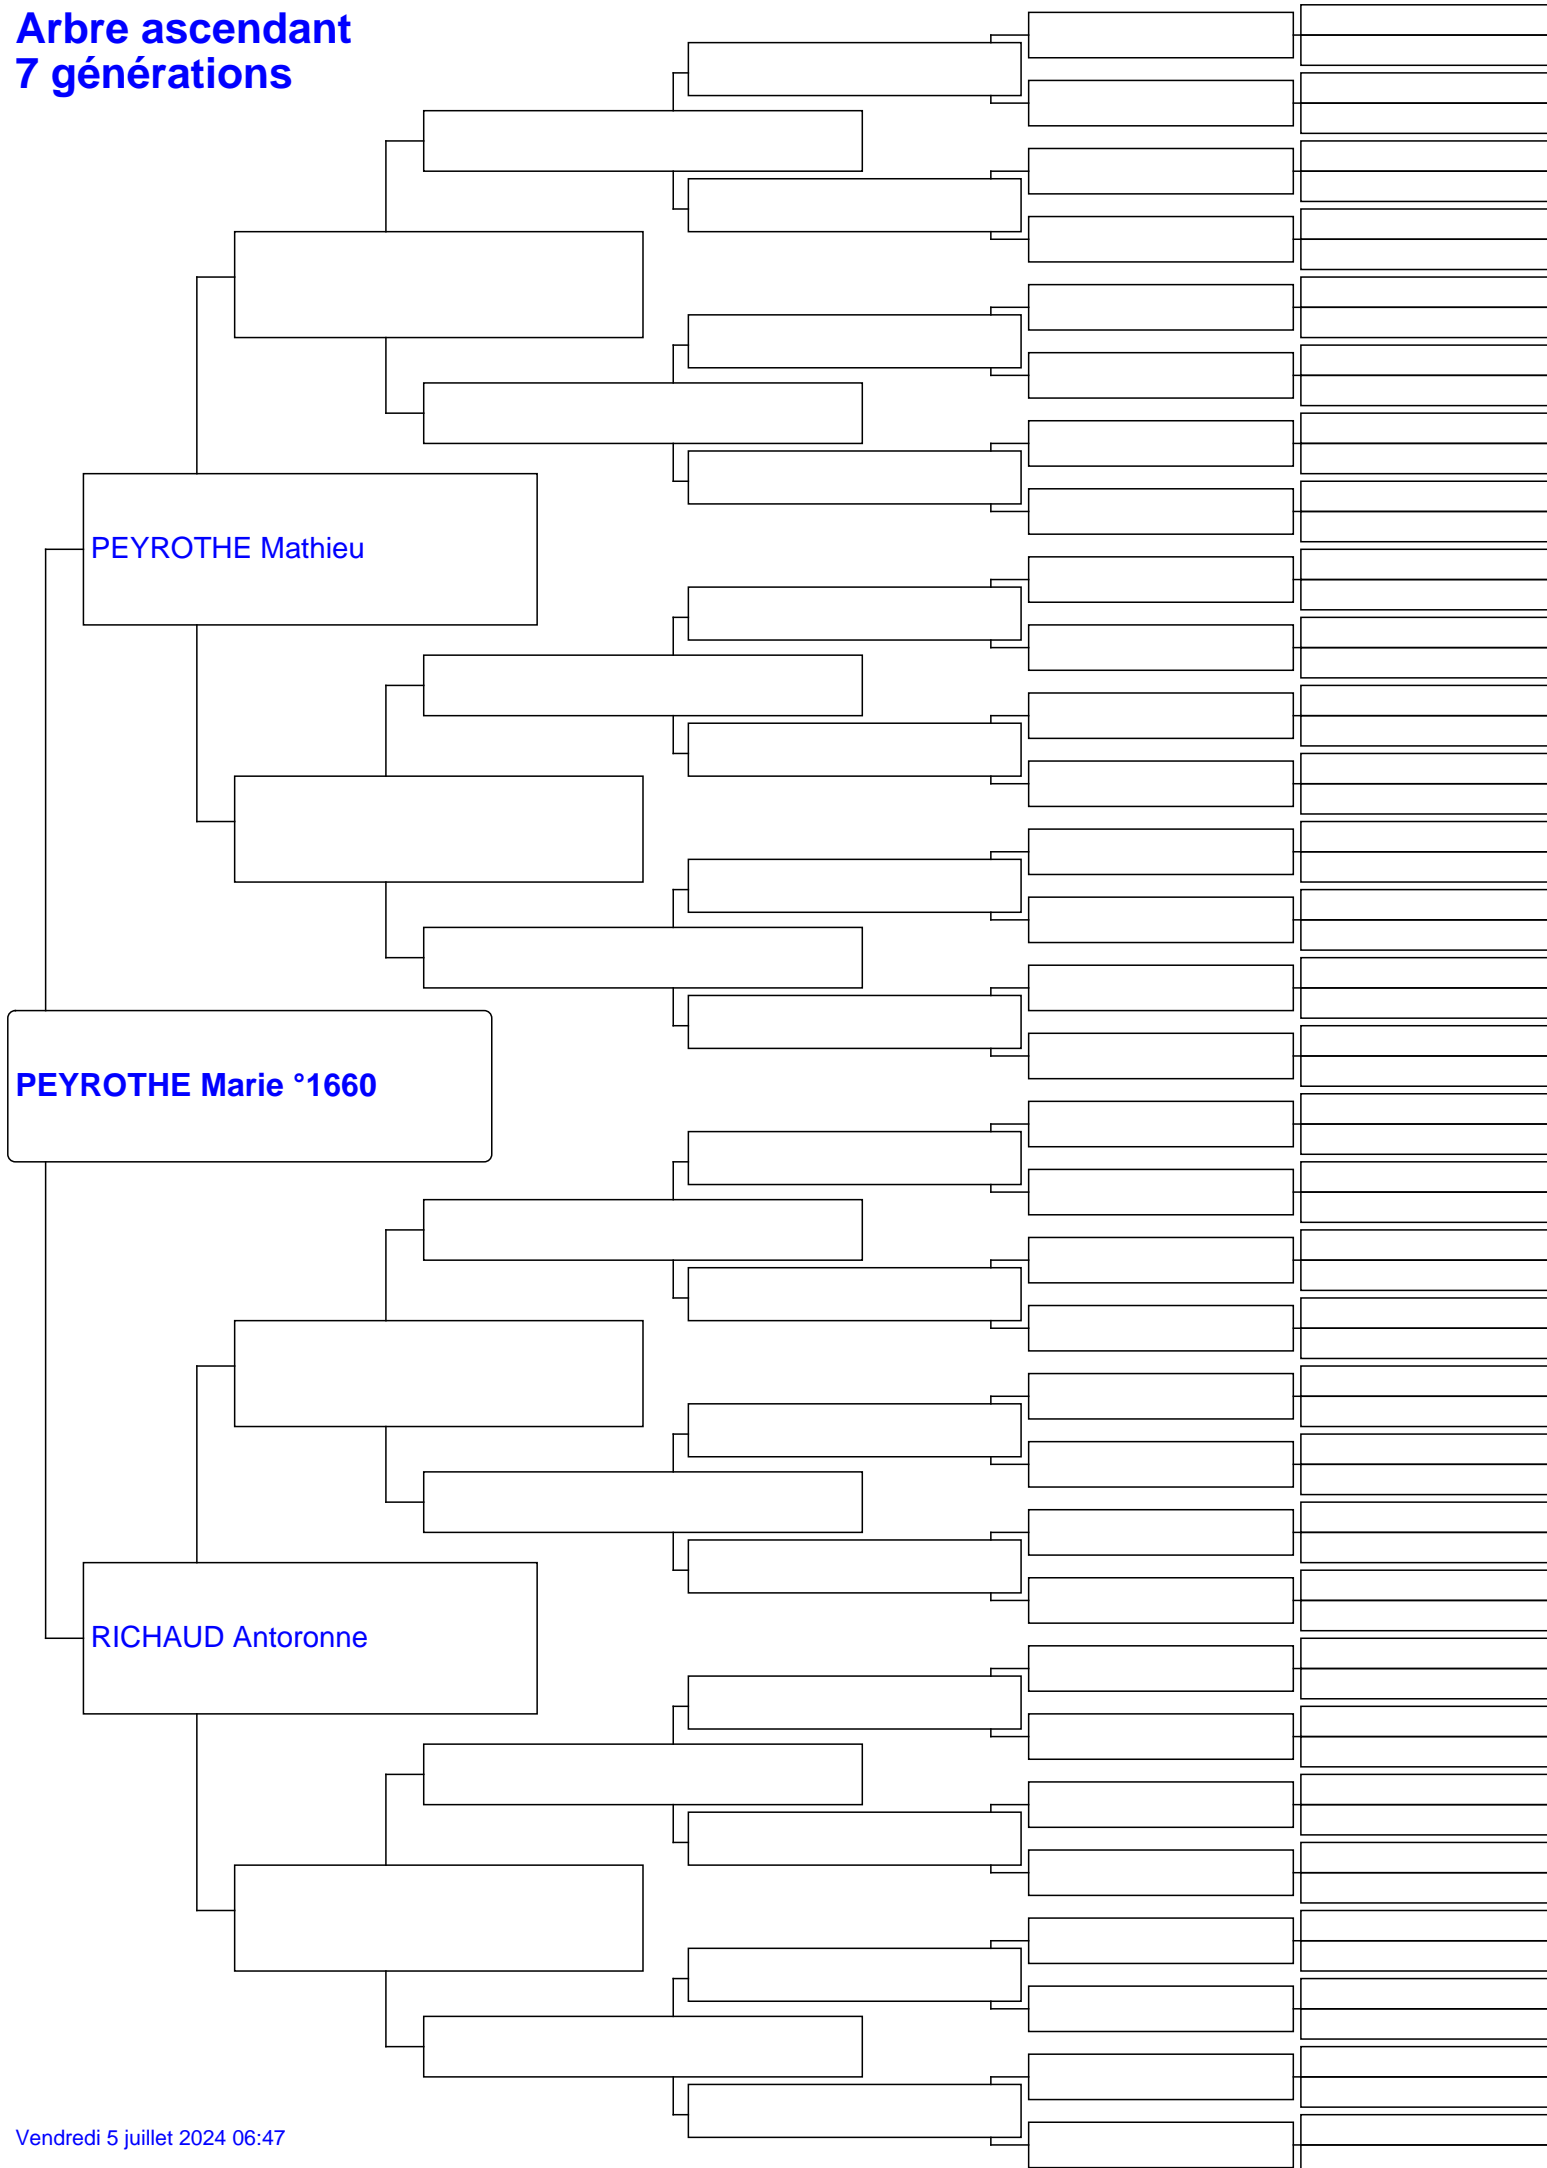 Arbre ascendant
7 générations
PEYROTHE Mathieu
PEYROTHE Marie °1660
RICHAUD Antoronne
Vendredi 5 juillet 2024 06:47